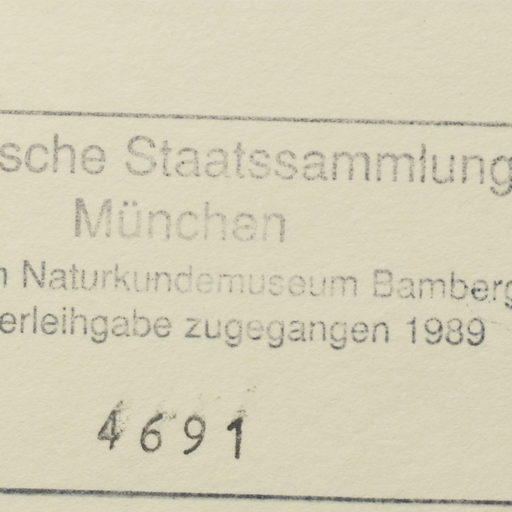 sche Staatssammlung
München
n Naturkundemuseum Bamberg
erleihgabe zugegangen 1989
4691